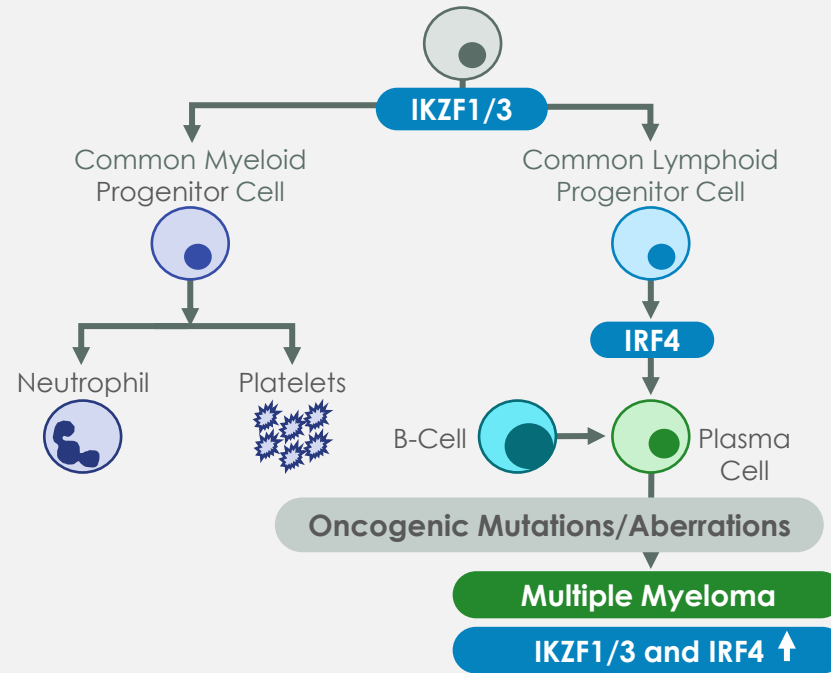 IKZF1/3
Common Myeloid
Progenitor Cell
Common Lymphoid
Progenitor Cell
IRF4
Neutrophil
Platelets
B-Cell
Plasma
Cell
Oncogenic Mutations/Aberrations
Multiple Myeloma
IKZF1/3 and IRF4